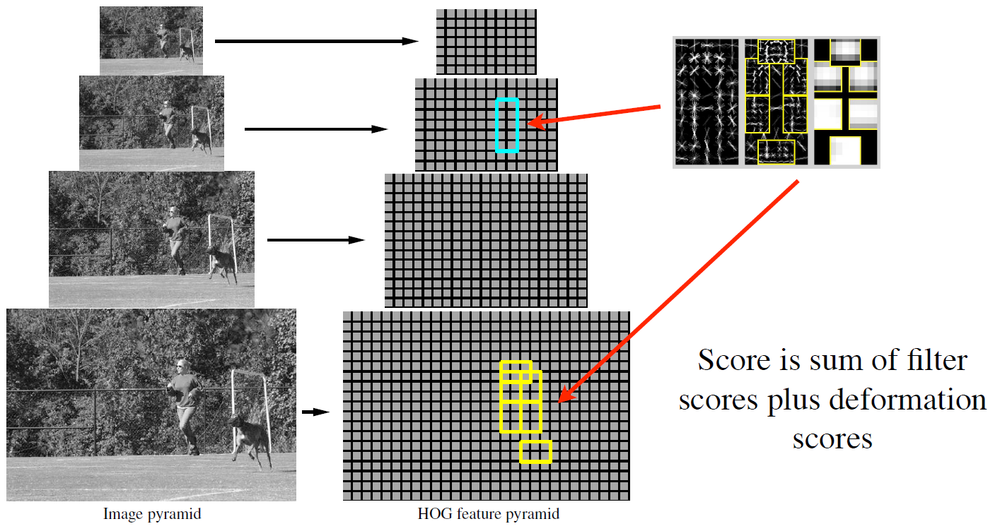 Score is sum of filter
scores plus deformation
scores
Image pyramid
HOG feature pyramid